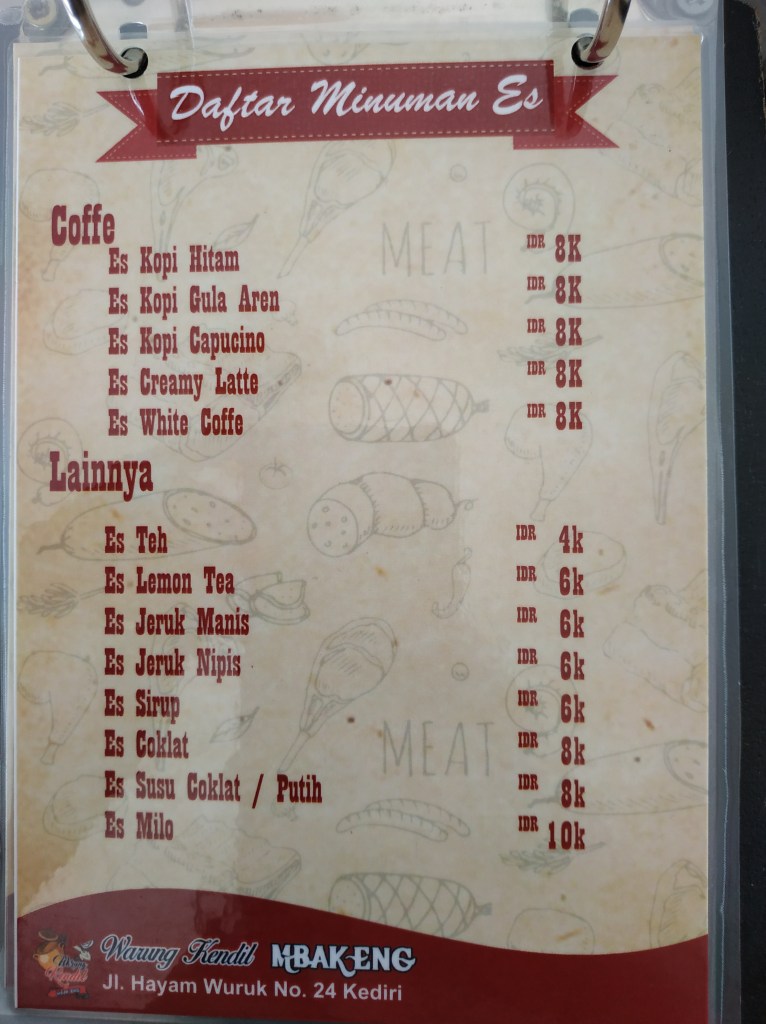 Daftar Minuman Es
Coffe
Es Kopi Hitam IDR 8K
Es Kopi Gula Aren IDR 8K
Es Kopi Capucino IDR 8K
Es Creamy Latte IDR 8K
Es White Coffe IDR 8K
MEAT
Lainnya
Es Teh IDR 4k
Es Lemon Tea IDR 6k
Es Jeruk Manis IDR 6k
Es Jeruk Nipis IDR 6k
Es Sirup IDR 6k
Es Coklat IDR 8k
MEAT
Es Susu Coklat / Putih IDR 8k
Es Milo IDR 10k
Warung Kendil MBAK ENG
Jl. Hayam Wuruk No. 24 Kediri